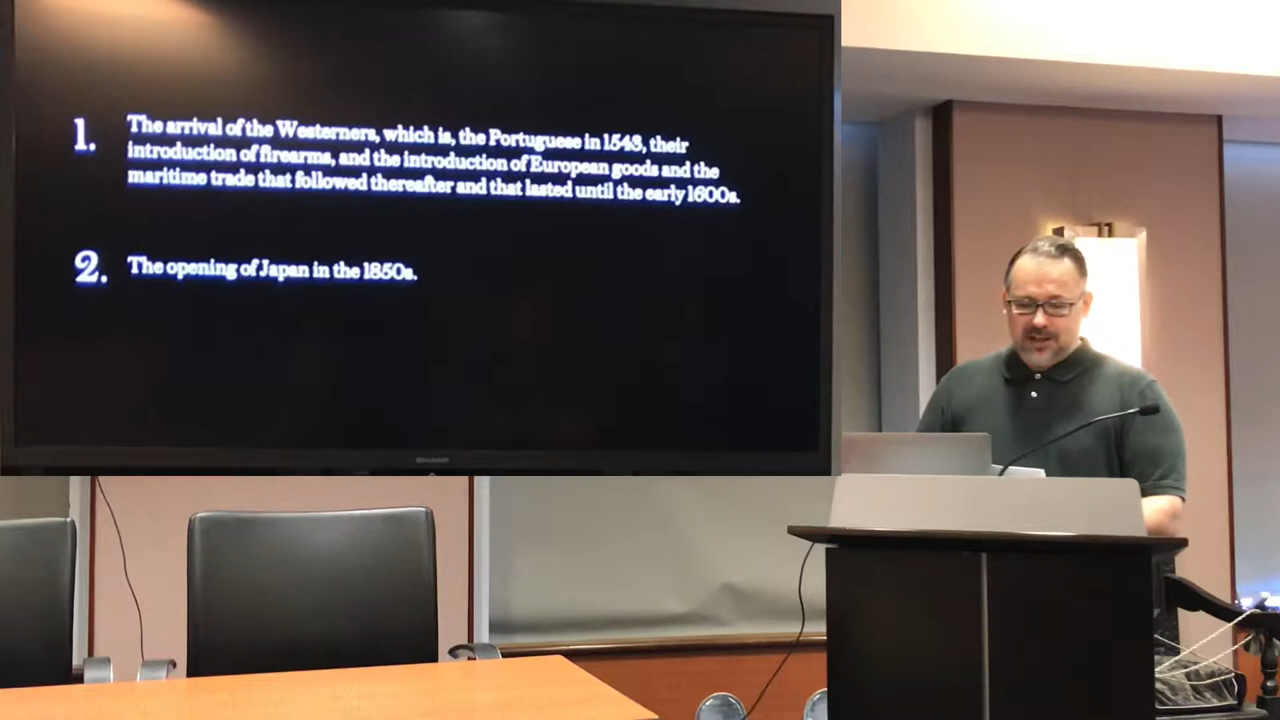 1. The arrival of the Westerners, which is, the Portuguese in 1543, their
introduction of firearms, and the introduction of European goods and the
maritime trade that followed thereafter and that lasted until the early 1600s.
2. The opening of Japan in the 1850s.
SHARP